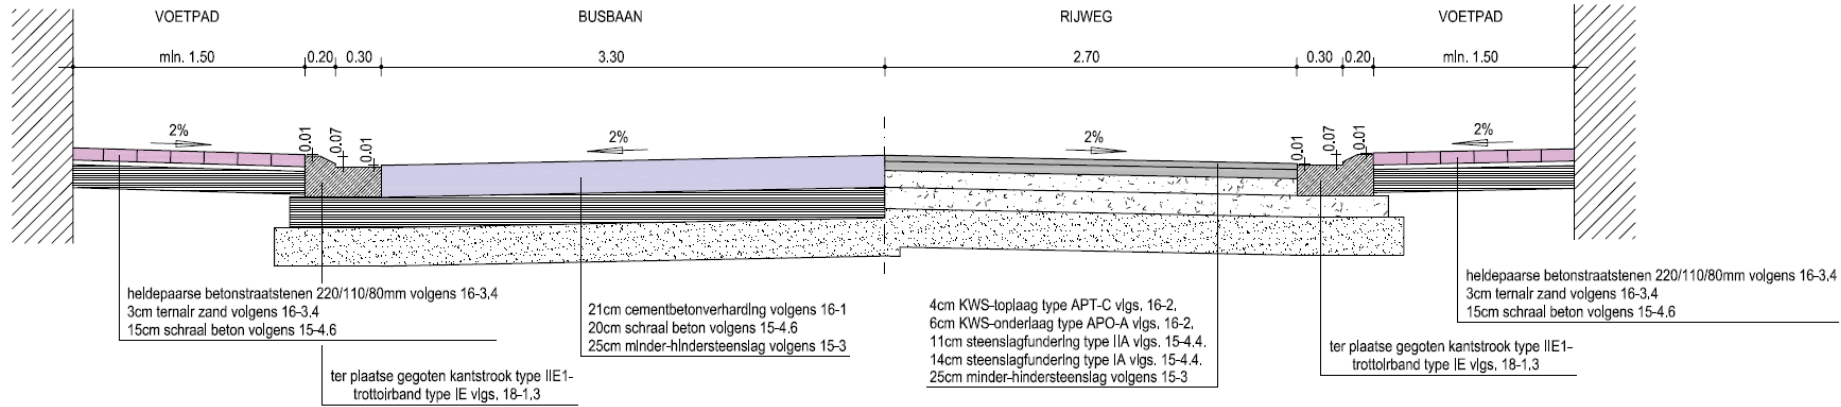 VOETPAD
BUSBAAN
RIJWEG
VOETPAD
min. 1.50
0.20
0.30
3.30
2.70
0.30
0.20
min. 1.50
2%
0.01
0.07
0.01
2%
2%
0.01
0.07
0.01
2%
heidepaarse betonstraatstenen 220/110/80mm volgens 16-3,4
3cm ternair zand volgens 16-3,4
15cm schraal beton volgens 15-4.6
ter plaatse gegoten kantstrook type IIE1-
trottoirband type IE vlgs. 18-1,3
21cm cementbetonverharding volgens 16-1
20cm schraal beton volgens 15-4.6
25cm minder-hindersteenslag volgens 15-3
4cm KWS-toplaag type APT-C vlgs. 16-2,
6cm KWS-onderlaag type APO-A vlgs. 16-2,
11cm steenslagfundering type IIA vlgs. 15-4.4.
14cm steenslagfundering type IA vlgs. 15-4.4.
25cm minder-hindersteenslag volgens 15-3
heidepaarse betonstraatstenen 220/110/80mm volgens 16-3,4
3cm ternair zand volgens 16-3,4
15cm schraal beton volgens 15-4.6
ter plaatse gegoten kantstrook type IIE1-
trottoirband type IE vlgs. 18-1,3